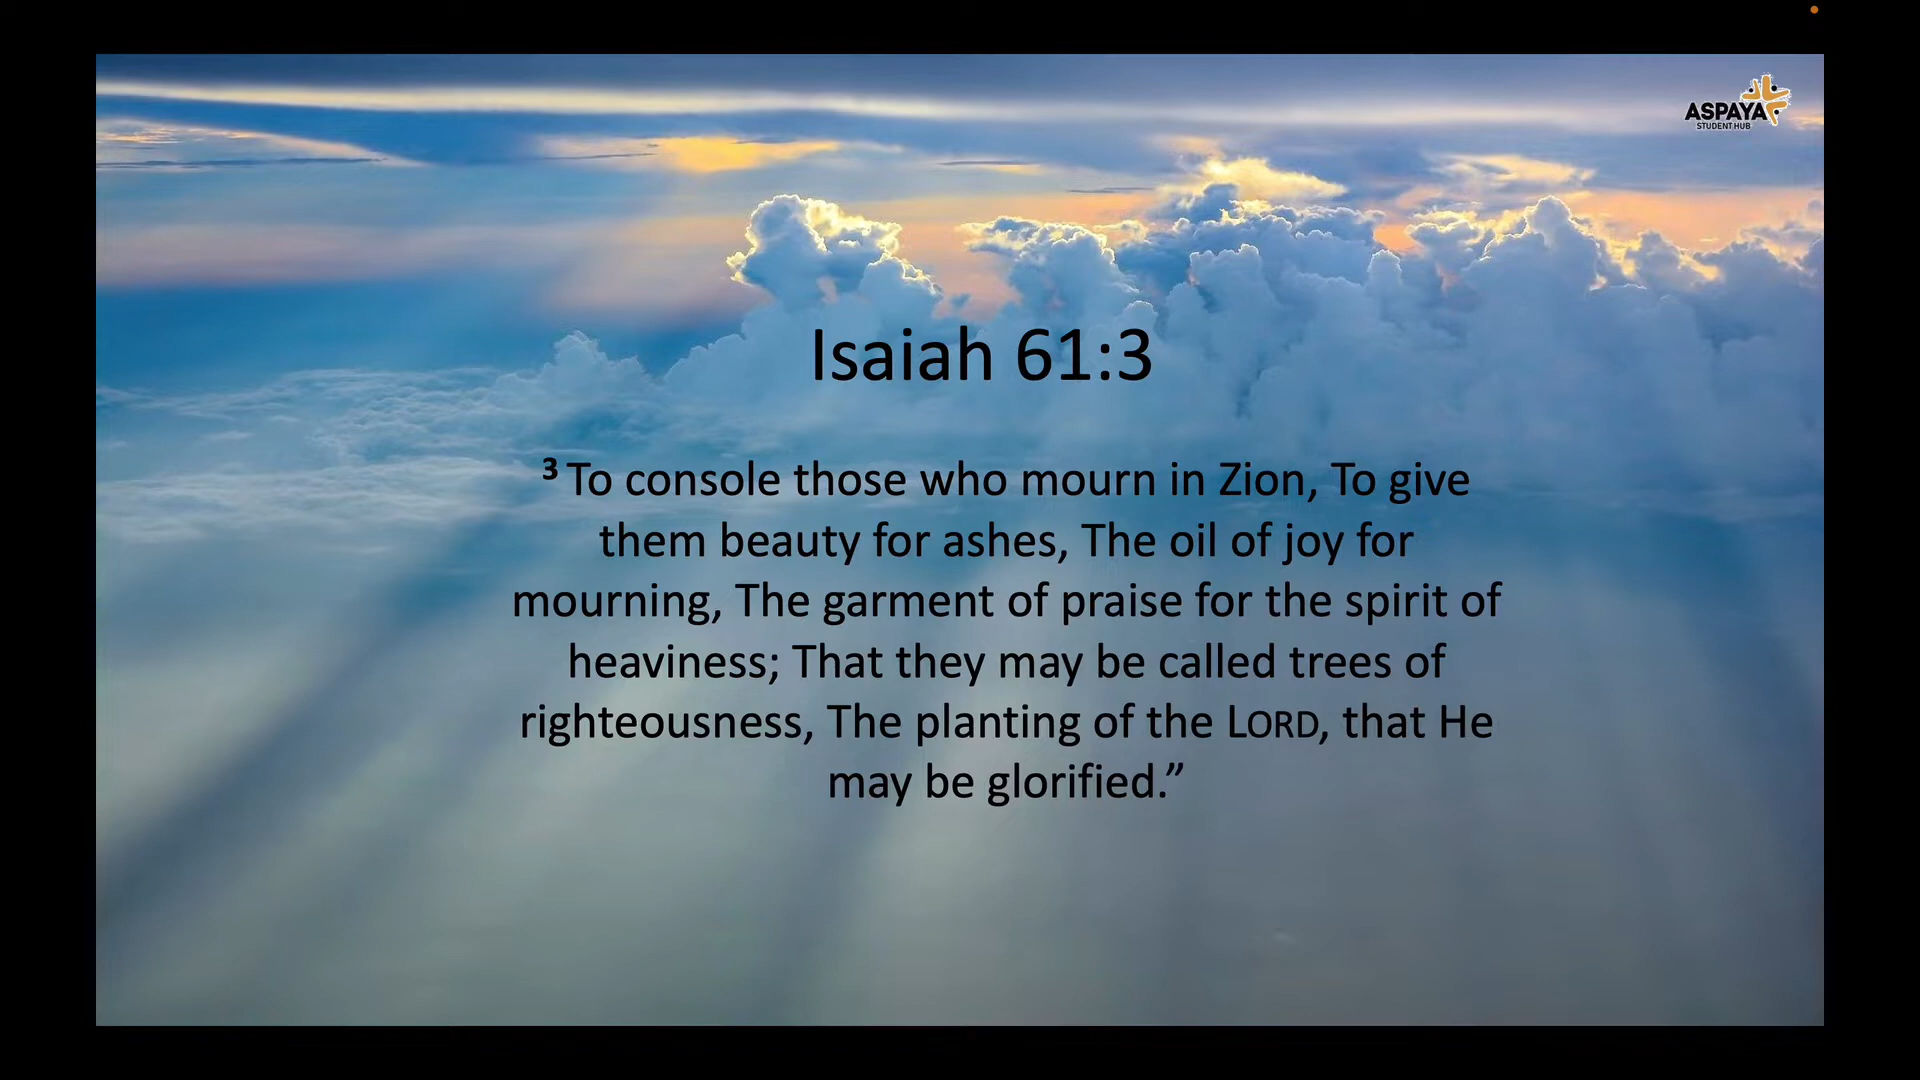 ASPAYA
STUDENT HUB
Isaiah 61:3
3 To console those who mourn in Zion, To give
them beauty for ashes, The oil of joy for
mourning, The garment of praise for the spirit of
heaviness; That they may be called trees of
righteousness, The planting of the LORD, that He
may be glorified.”